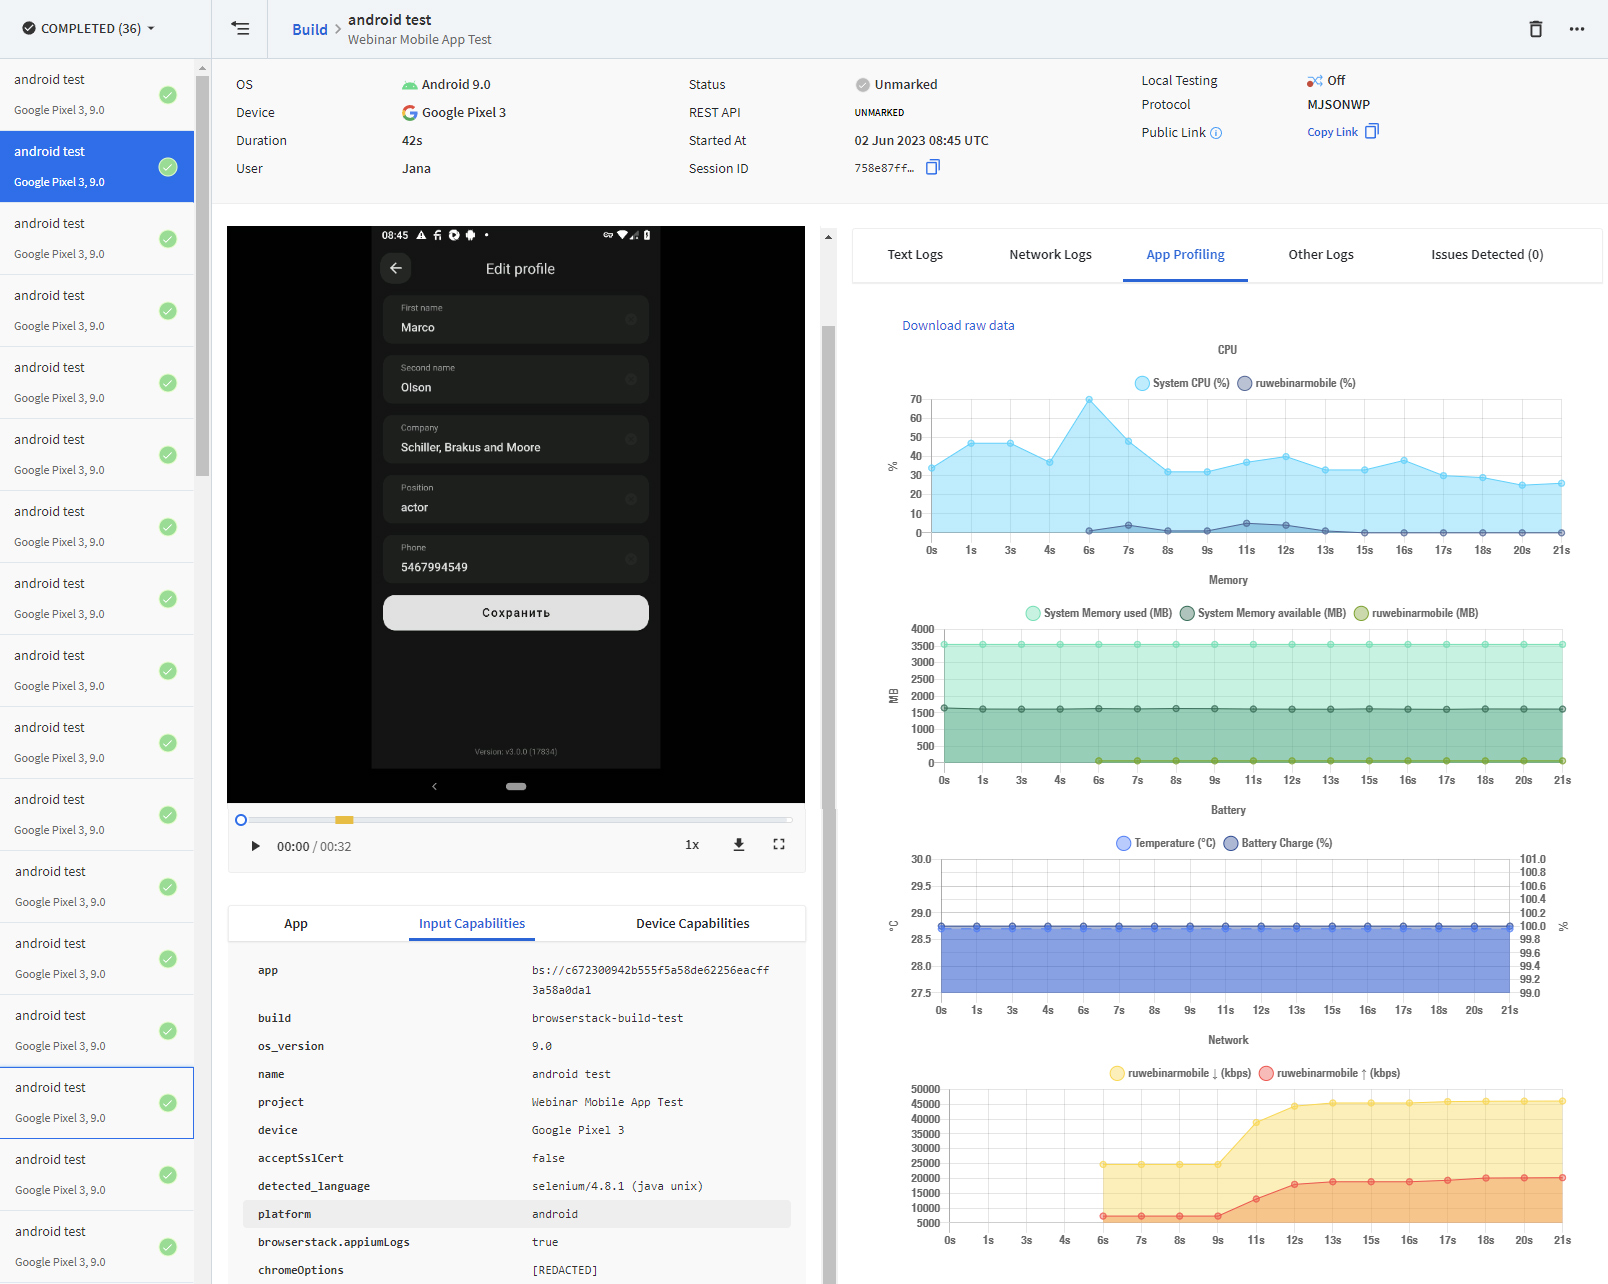 COMPLETED (36)
Build
android test
Webinar Mobile App Test
android test
Google Pixel 3, 9.0
android test
Google Pixel 3, 9.0
android test
Google Pixel 3, 9.0
android test
Google Pixel 3, 9.0
android test
Google Pixel 3, 9.0
android test
Google Pixel 3, 9.0
android test
Google Pixel 3, 9.0
android test
Google Pixel 3, 9.0
android test
Google Pixel 3, 9.0
android test
Google Pixel 3, 9.0
android test
Google Pixel 3, 9.0
android test
Google Pixel 3, 9.0
android test
Google Pixel 3, 9.0
android test
Google Pixel 3, 9.0
android test
Google Pixel 3, 9.0
android test
Google Pixel 3, 9.0
android test
Google Pixel 3, 9.0
OS Android 9.0
Device Google Pixel 3
Duration 42s
User Jana
Status Unmarked
REST API UNMARKED
Started At 02 Jun 2023 08:45 UTC
Session ID 758e87ff…
Local Testing Off
Protocol MJSONWP
Public Link Copy Link
08:45
Edit profile
First name
Marco
Second name
Olson
Company
Schiller, Brakus and Moore
Position
actor
Phone
5467994549
Сохранить
Version: v3.0.0 (17834)
00:00 / 00:32 1x
App Input Capabilities Device Capabilities
app bs://c672300942b555f5a58de62256eacff
3a58a0da1
build browserstack-build-test
os_version 9.0
name android test
project Webinar Mobile App Test
device Google Pixel 3
acceptSslCert false
detected_language selenium/4.8.1 (java unix)
platform android
browserstack.appiumLogs true
chromeOptions [REDACTED]
Text Logs Network Logs App Profiling Other Logs Issues Detected (0)
Download raw data
CPU
System CPU (%) ruwebinarmobile (%)
70
60
50
40
30
20
10
0
%
0s 1s 3s 4s 6s 7s 8s 9s 11s 12s 13s 15s 16s 17s 18s 20s 21s
Memory
System Memory used (MB) System Memory available (MB) ruwebinarmobile (MB)
4000
3500
3000
2500
2000
1500
1000
500
0
MB
0s 1s 3s 4s 6s 7s 8s 9s 11s 12s 13s 15s 16s 17s 18s 20s 21s
Battery
Temperature (°C) Battery Charge (%)
30.0
29.5
29.0
28.5
28.0
27.5
°C
101.0
100.8
100.6
100.4
100.2
100.0
99.8
99.6
99.4
99.2
99.0
%
0s 1s 3s 4s 6s 7s 8s 9s 11s 12s 13s 15s 16s 17s 18s 20s 21s
Network
ruwebinarmobile ↓ (kbps) ruwebinarmobile ↑ (kbps)
50000
45000
40000
35000
30000
25000
20000
15000
10000
5000
0s 1s 3s 4s 6s 7s 8s 9s 11s 12s 13s 15s 16s 17s 18s 20s 21s